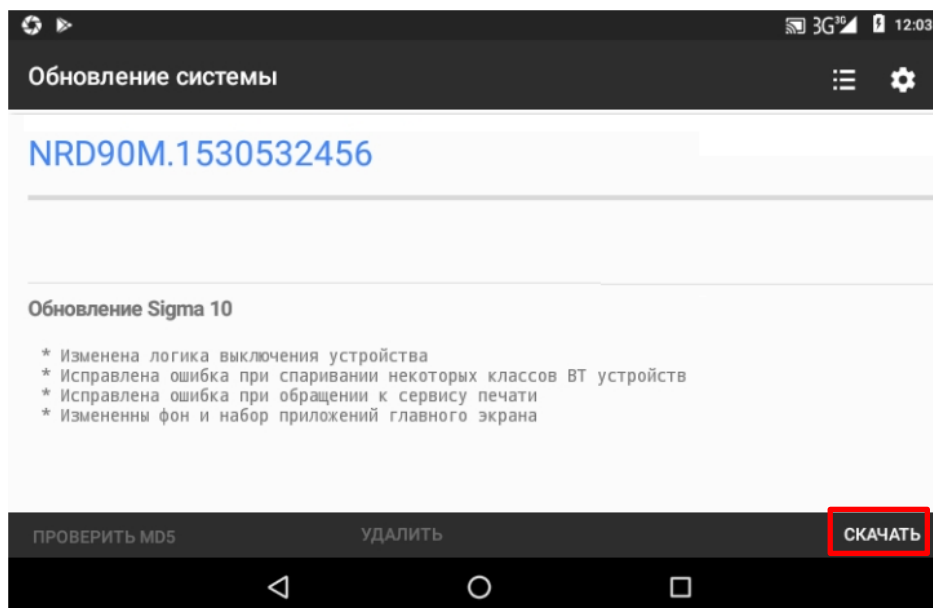 3G 3G 12:03
Обновление системы
NRD90M.1530532456
Обновление Sigma 10
* Изменена логика выключения устройства
* Исправлена ошибка при спаривании некоторых классов BT устройств
* Исправлена ошибка при обращении к сервису печати
* Измененны фон и набор приложений главного экрана
ПРОВЕРИТЬ MD5 УДАЛИТЬ СКАЧАТЬ